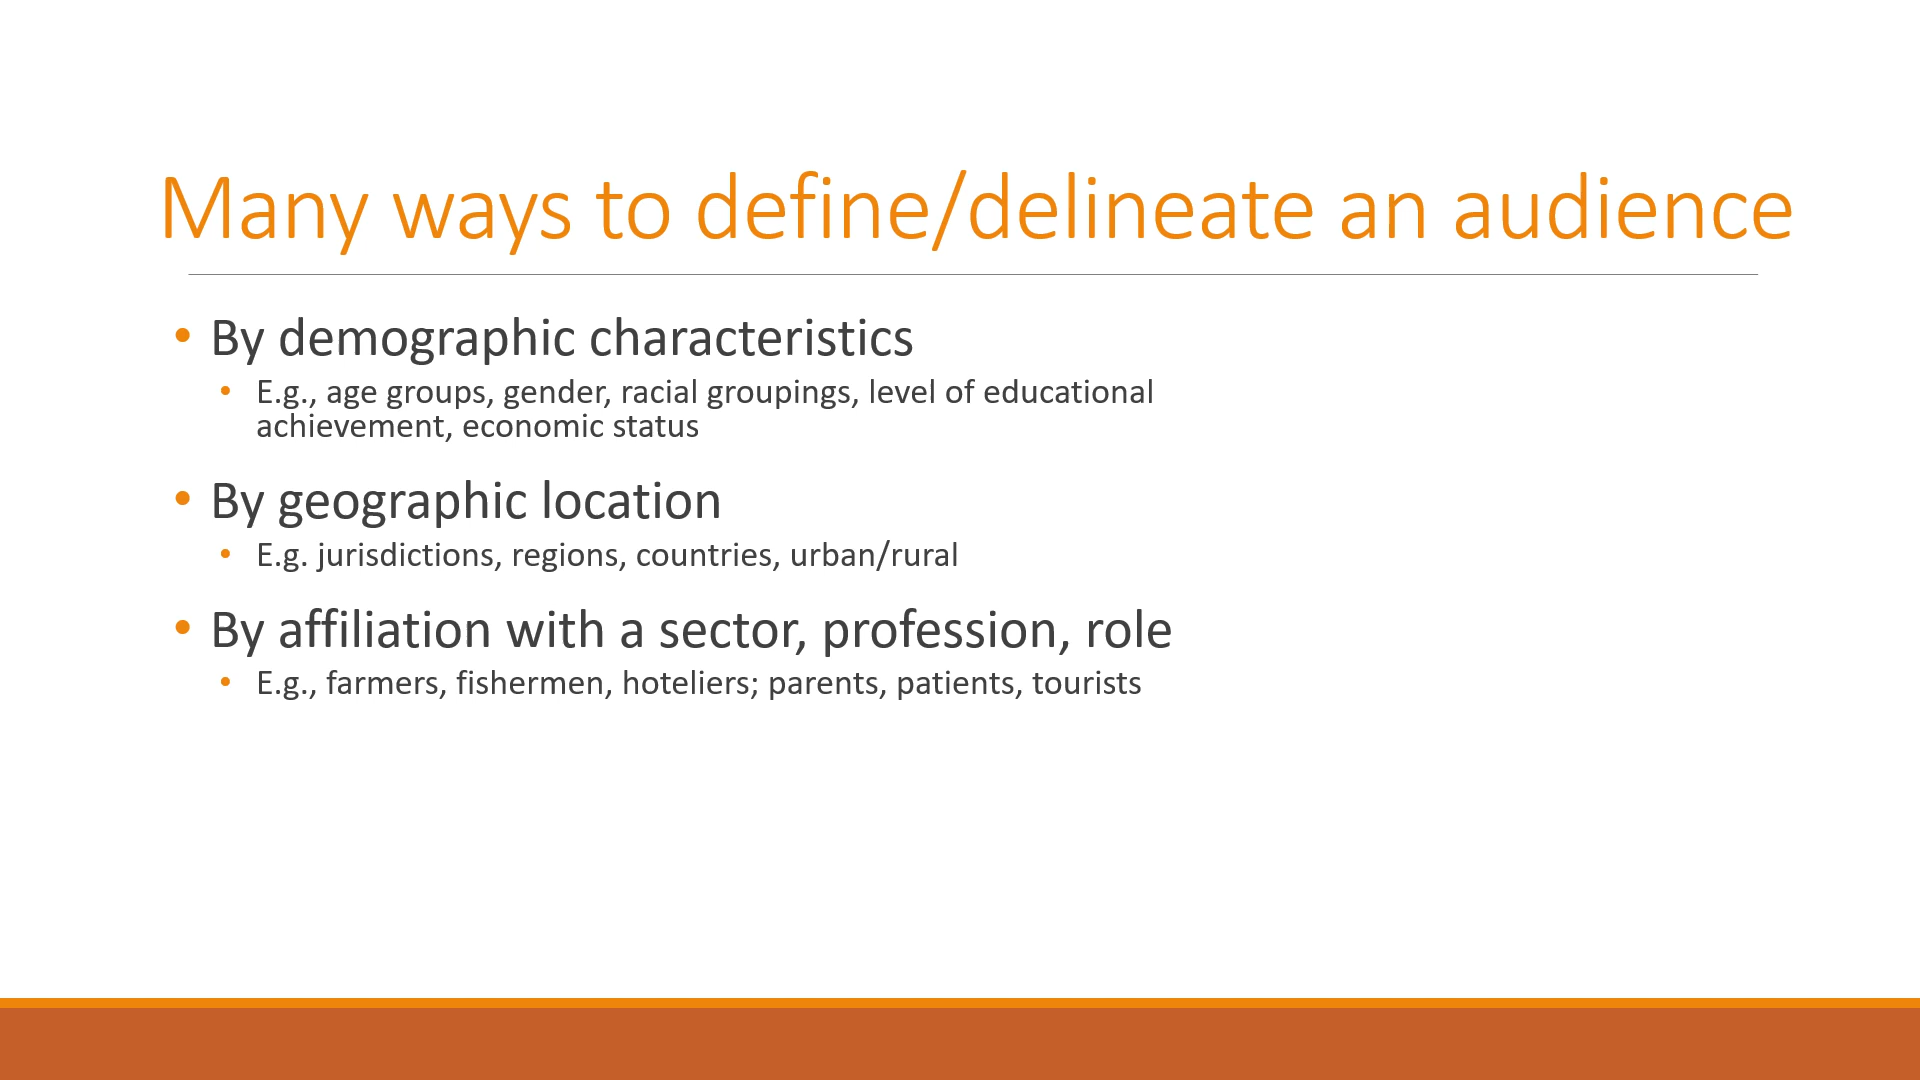 Many ways to define/delineate an audience
• By demographic characteristics
• E.g., age groups, gender, racial groupings, level of educational
achievement, economic status
• By geographic location
• E.g. jurisdictions, regions, countries, urban/rural
• By affiliation with a sector, profession, role
• E.g., farmers, fishermen, hoteliers; parents, patients, tourists